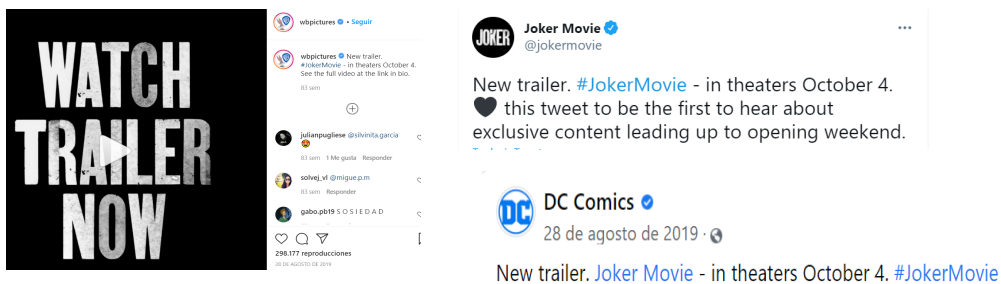 WATCH
TRAILER
NOW
wbpictures • Seguir
wbpictures New trailer.
#JokerMovie - in theaters October 4.
See the full video at the link in bio.
83 sem
julianpugliese @silvinita.garcia
😍
83 sem 1 Me gusta Responder
solvej_vl @migue.p.m
83 sem Responder
gabo.pb19 S O S I E D A D
298.177 reproducciones
28 DE AGOSTO DE 2019
JOKER
Joker Movie
@jokermovie
New trailer. #JokerMovie - in theaters October 4.
🖤 this tweet to be the first to hear about
exclusive content leading up to opening weekend.
DC
DC Comics
28 de agosto de 2019 ·
New trailer. Joker Movie - in theaters October 4. #JokerMovie